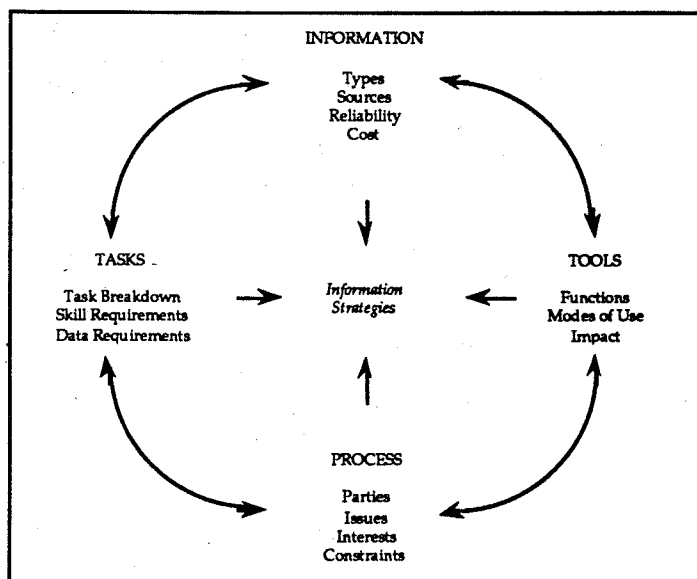 INFORMATION
Types
Sources
Reliability
Cost
TASKS
Task Breakdown
Skill Requirements
Data Requirements
Information
Strategies
TOOLS
Functions
Modes of Use
Impact
PROCESS
Parties
Issues
Interests
Constraints